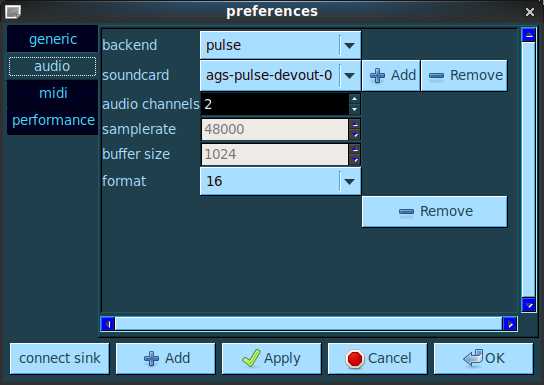 preferences
generic
audio
midi
performance
backend pulse
soundcard ags-pulse-devout-0 Add Remove
audio channels 2
samplerate 48000
buffer size 1024
format 16
Remove
connect sink Add Apply Cancel OK